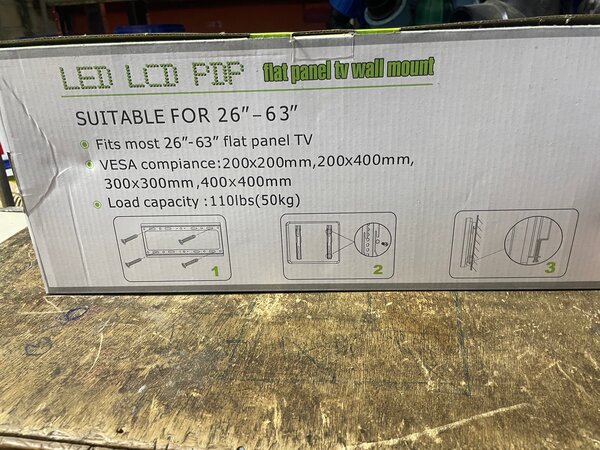 LED LCD PDP flat panel tv wall mount
SUITABLE FOR 26"-63"
Fits most 26"-63" flat panel TV
VESA compiance:200x200mm,200x400mm,
300x300mm,400x400mm
Load capacity :110lbs(50kg)
1 2 3